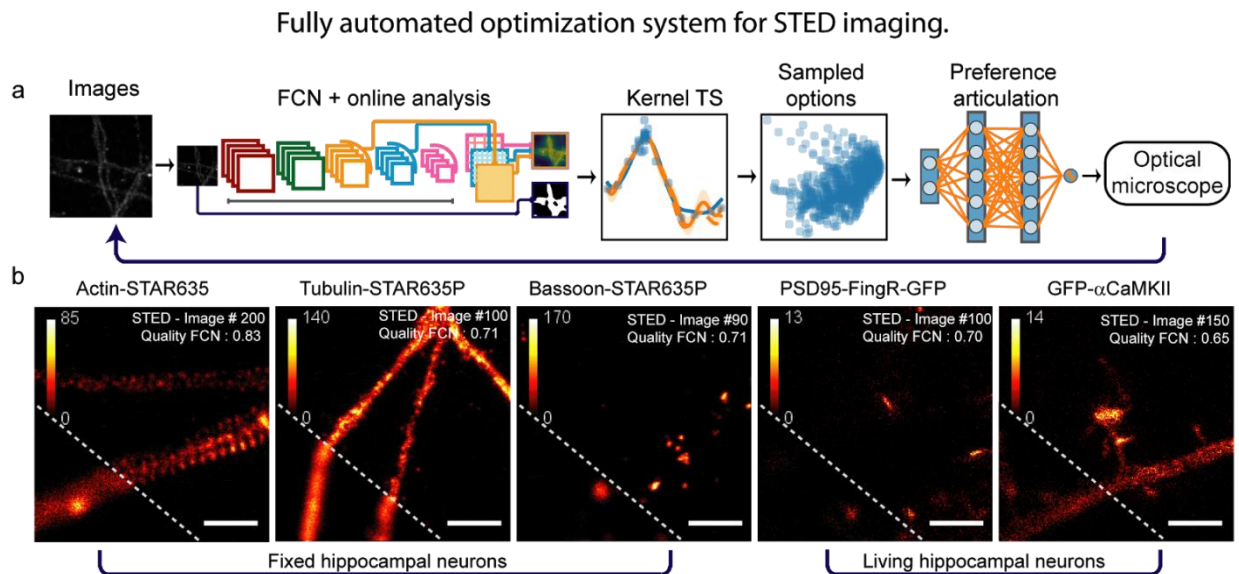 Fully automated optimization system for STED imaging.
a
Images
FCN + online analysis
Kernel TS
Sampled
options
Preference
articulation
Optical
microscope
b
Actin-STAR635
Tubulin-STAR635P
Bassoon-STAR635P
PSD95-FingR-GFP
GFP-αCaMKII
85
STED - Image # 200
Quality FCN : 0.83
0
140
STED - Image #100
Quality FCN : 0.71
0
170
STED - Image #90
Quality FCN : 0.71
0
13
STED - Image #100
Quality FCN : 0.70
0
14
STED - Image #150
Quality FCN : 0.65
0
Fixed hippocampal neurons
Living hippocampal neurons